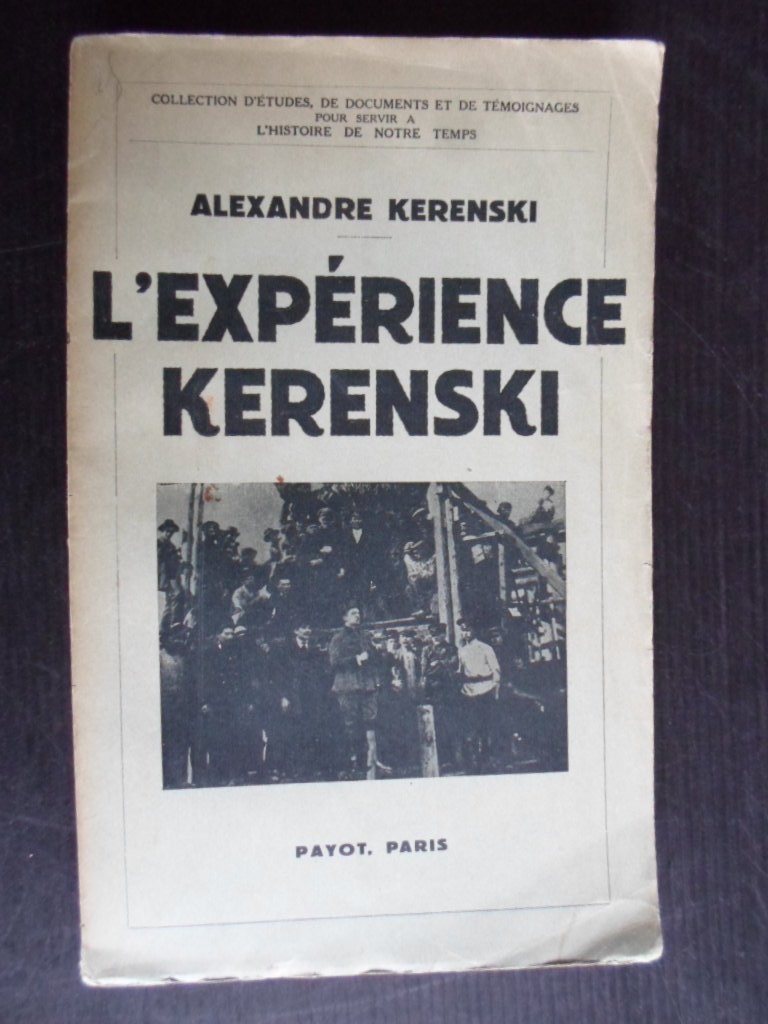 COLLECTION D'ÉTUDES, DE DOCUMENTS ET DE TÉMOIGNAGES
POUR SERVIR A
L'HISTOIRE DE NOTRE TEMPS
ALEXANDRE KERENSKI
L'EXPÉRIENCE
KERENSKI
PAYOT. PARIS